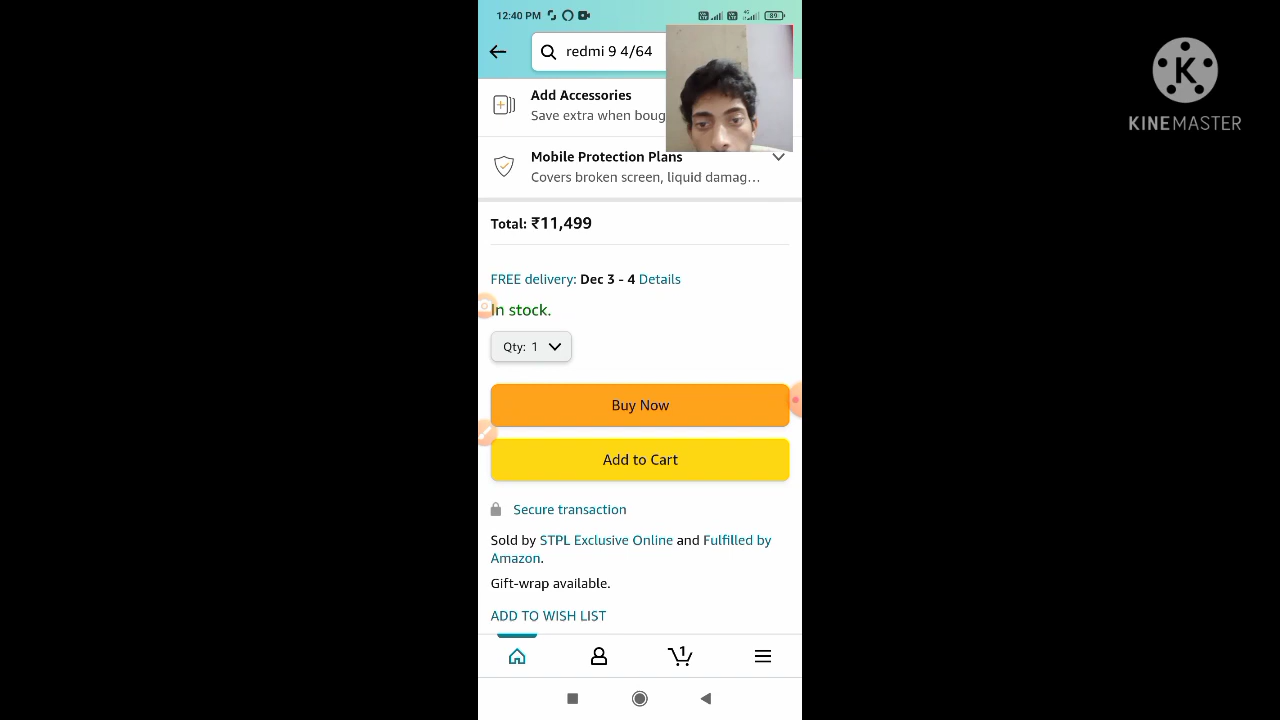 12:40 PM
4G
89
redmi 9 4/64
KINEMASTER
Add Accessories
Save extra when boug
Mobile Protection Plans
Covers broken screen, liquid damag...
Total: ₹11,499
FREE delivery: Dec 3 - 4 Details
In stock.
Qty: 1
Buy Now
Add to Cart
Secure transaction
Sold by STPL Exclusive Online and Fulfilled by
Amazon.
Gift-wrap available.
ADD TO WISH LIST
1